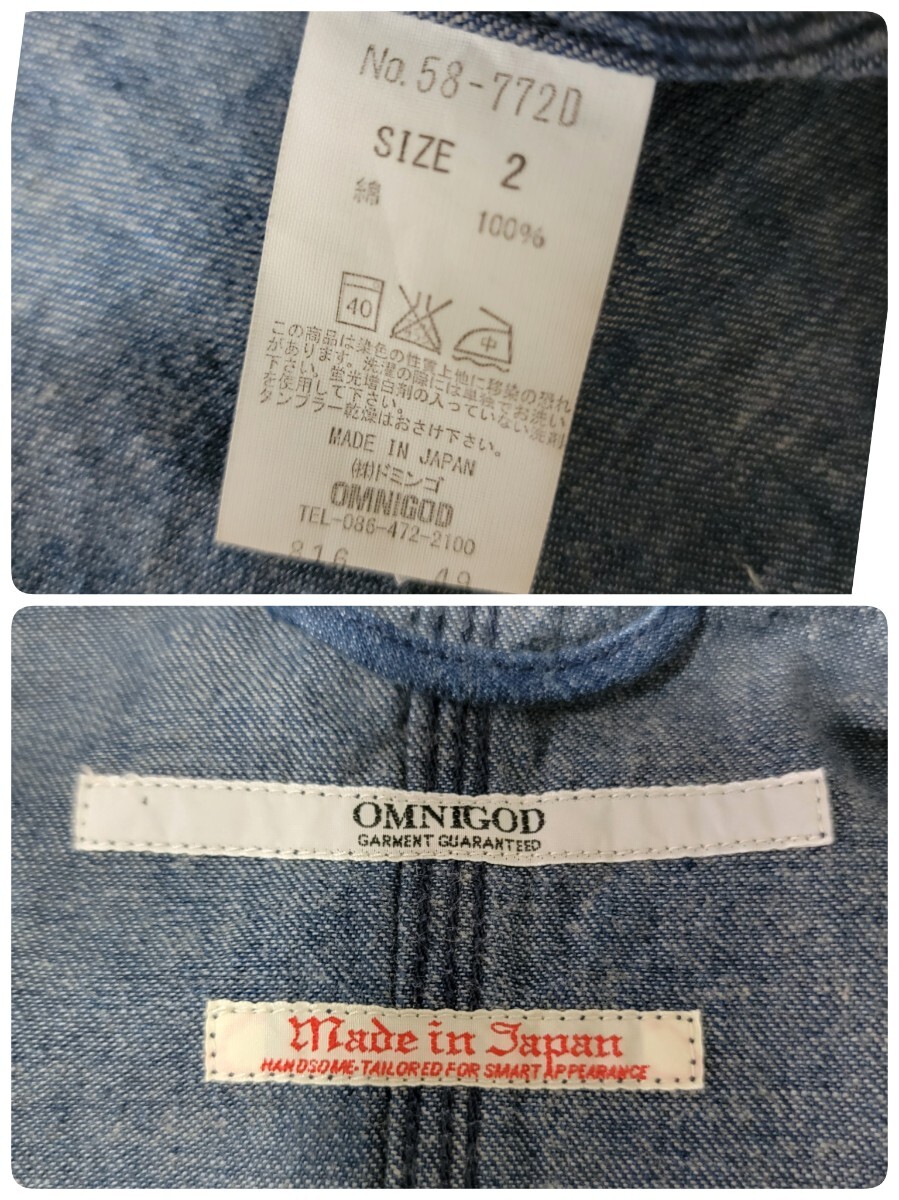 No.58-772D
SIZE 2
綿 100%
40 中
この商品は染色の性質上他に移染の恐れ
があります。洗濯の際には単独でお洗い
下さい。蛍光増白剤の入っていない洗剤
を使用して下さい。
タンブラー乾燥はおさけ下さい。
MADE IN JAPAN
㈱ドミンゴ
OMNIGOD
TEL-086-472-2100
816 49
OMNIGOD
GARMENT GUARANTEED
Made in Japan
HANDSOME-TAILORED FOR SMART APPEARANCE